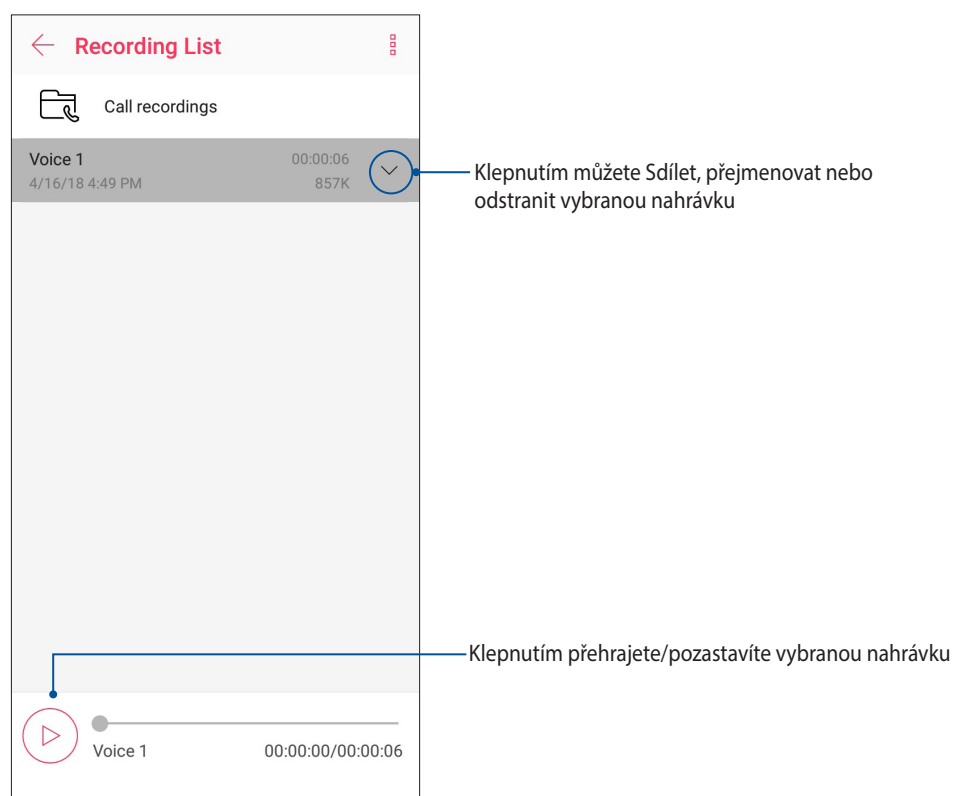 Recording List
Call recordings
Voice 1 00:00:06
4/16/18 4:49 PM 857K
Klepnutím můžete Sdílet, přejmenovat nebo
odstranit vybranou nahrávku
Klepnutím přehrajete/pozastavíte vybranou nahrávku
Voice 1 00:00:00/00:00:06